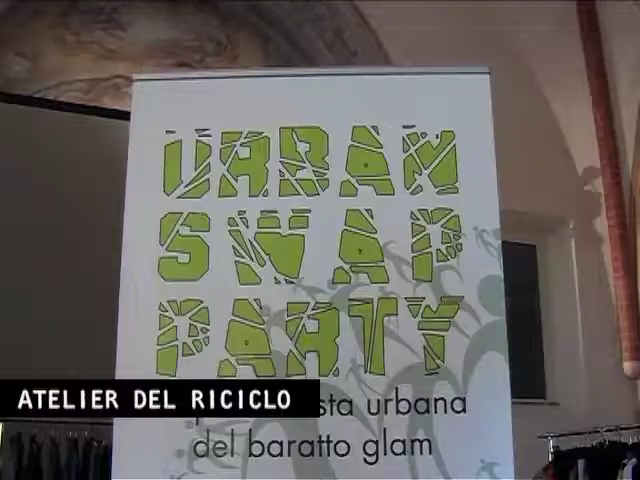 URBAN
SWAP
PARTY
sta urbana
del baratto glam
ATELIER DEL RICICLO